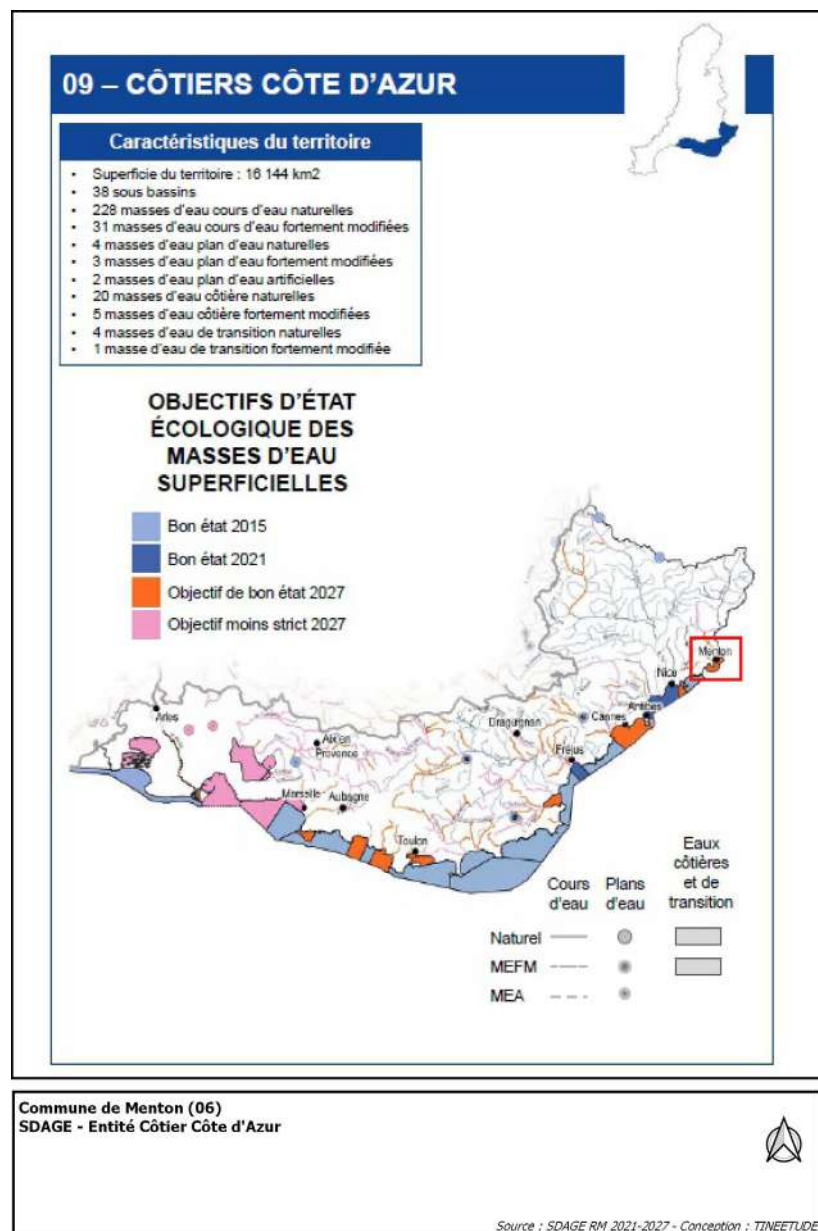 09 – CÔTIERS CÔTE D'AZUR
Caractéristiques du territoire
• Superficie du territoire : 16 144 km2
• 38 sous bassins
• 228 masses d'eau cours d'eau naturelles
• 31 masses d'eau cours d'eau fortement modifiées
• 4 masses d'eau plan d'eau naturelles
• 3 masses d'eau plan d'eau fortement modifiées
• 2 masses d'eau plan d'eau artificielles
• 20 masses d'eau côtière naturelles
• 5 masses d'eau côtière fortement modifiées
• 4 masses d'eau de transition naturelles
• 1 masse d'eau de transition fortement modifiée
OBJECTIFS D'ÉTAT
ÉCOLOGIQUE DES
MASSES D'EAU
SUPERFICIELLES
Bon état 2015
Bon état 2021
Objectif de bon état 2027
Objectif moins strict 2027
Menton
Nice
Antibes
Cannes
Draguignan
Fréjus
Arles
Aix en
Provence
Marseille
Aubagne
Toulon
Cours
d'eau
Plans
d'eau
Eaux
côtières
et de
transition
Naturel
MEFM
MEA
Commune de Menton (06)
SDAGE - Entité Côtier Côte d'Azur
Source : SDAGE RM 2021-2027 - Conception : TINEETUDE